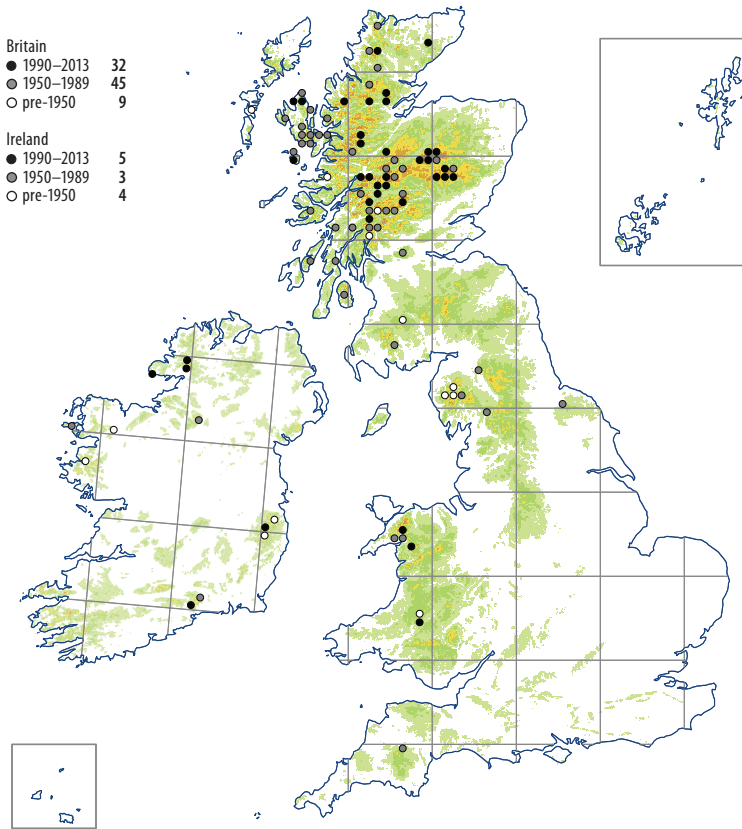 Britain
● 1990–2013 32
● 1950–1989 45
○ pre-1950 9
Ireland
● 1990–2013 5
● 1950–1989 3
○ pre-1950 4